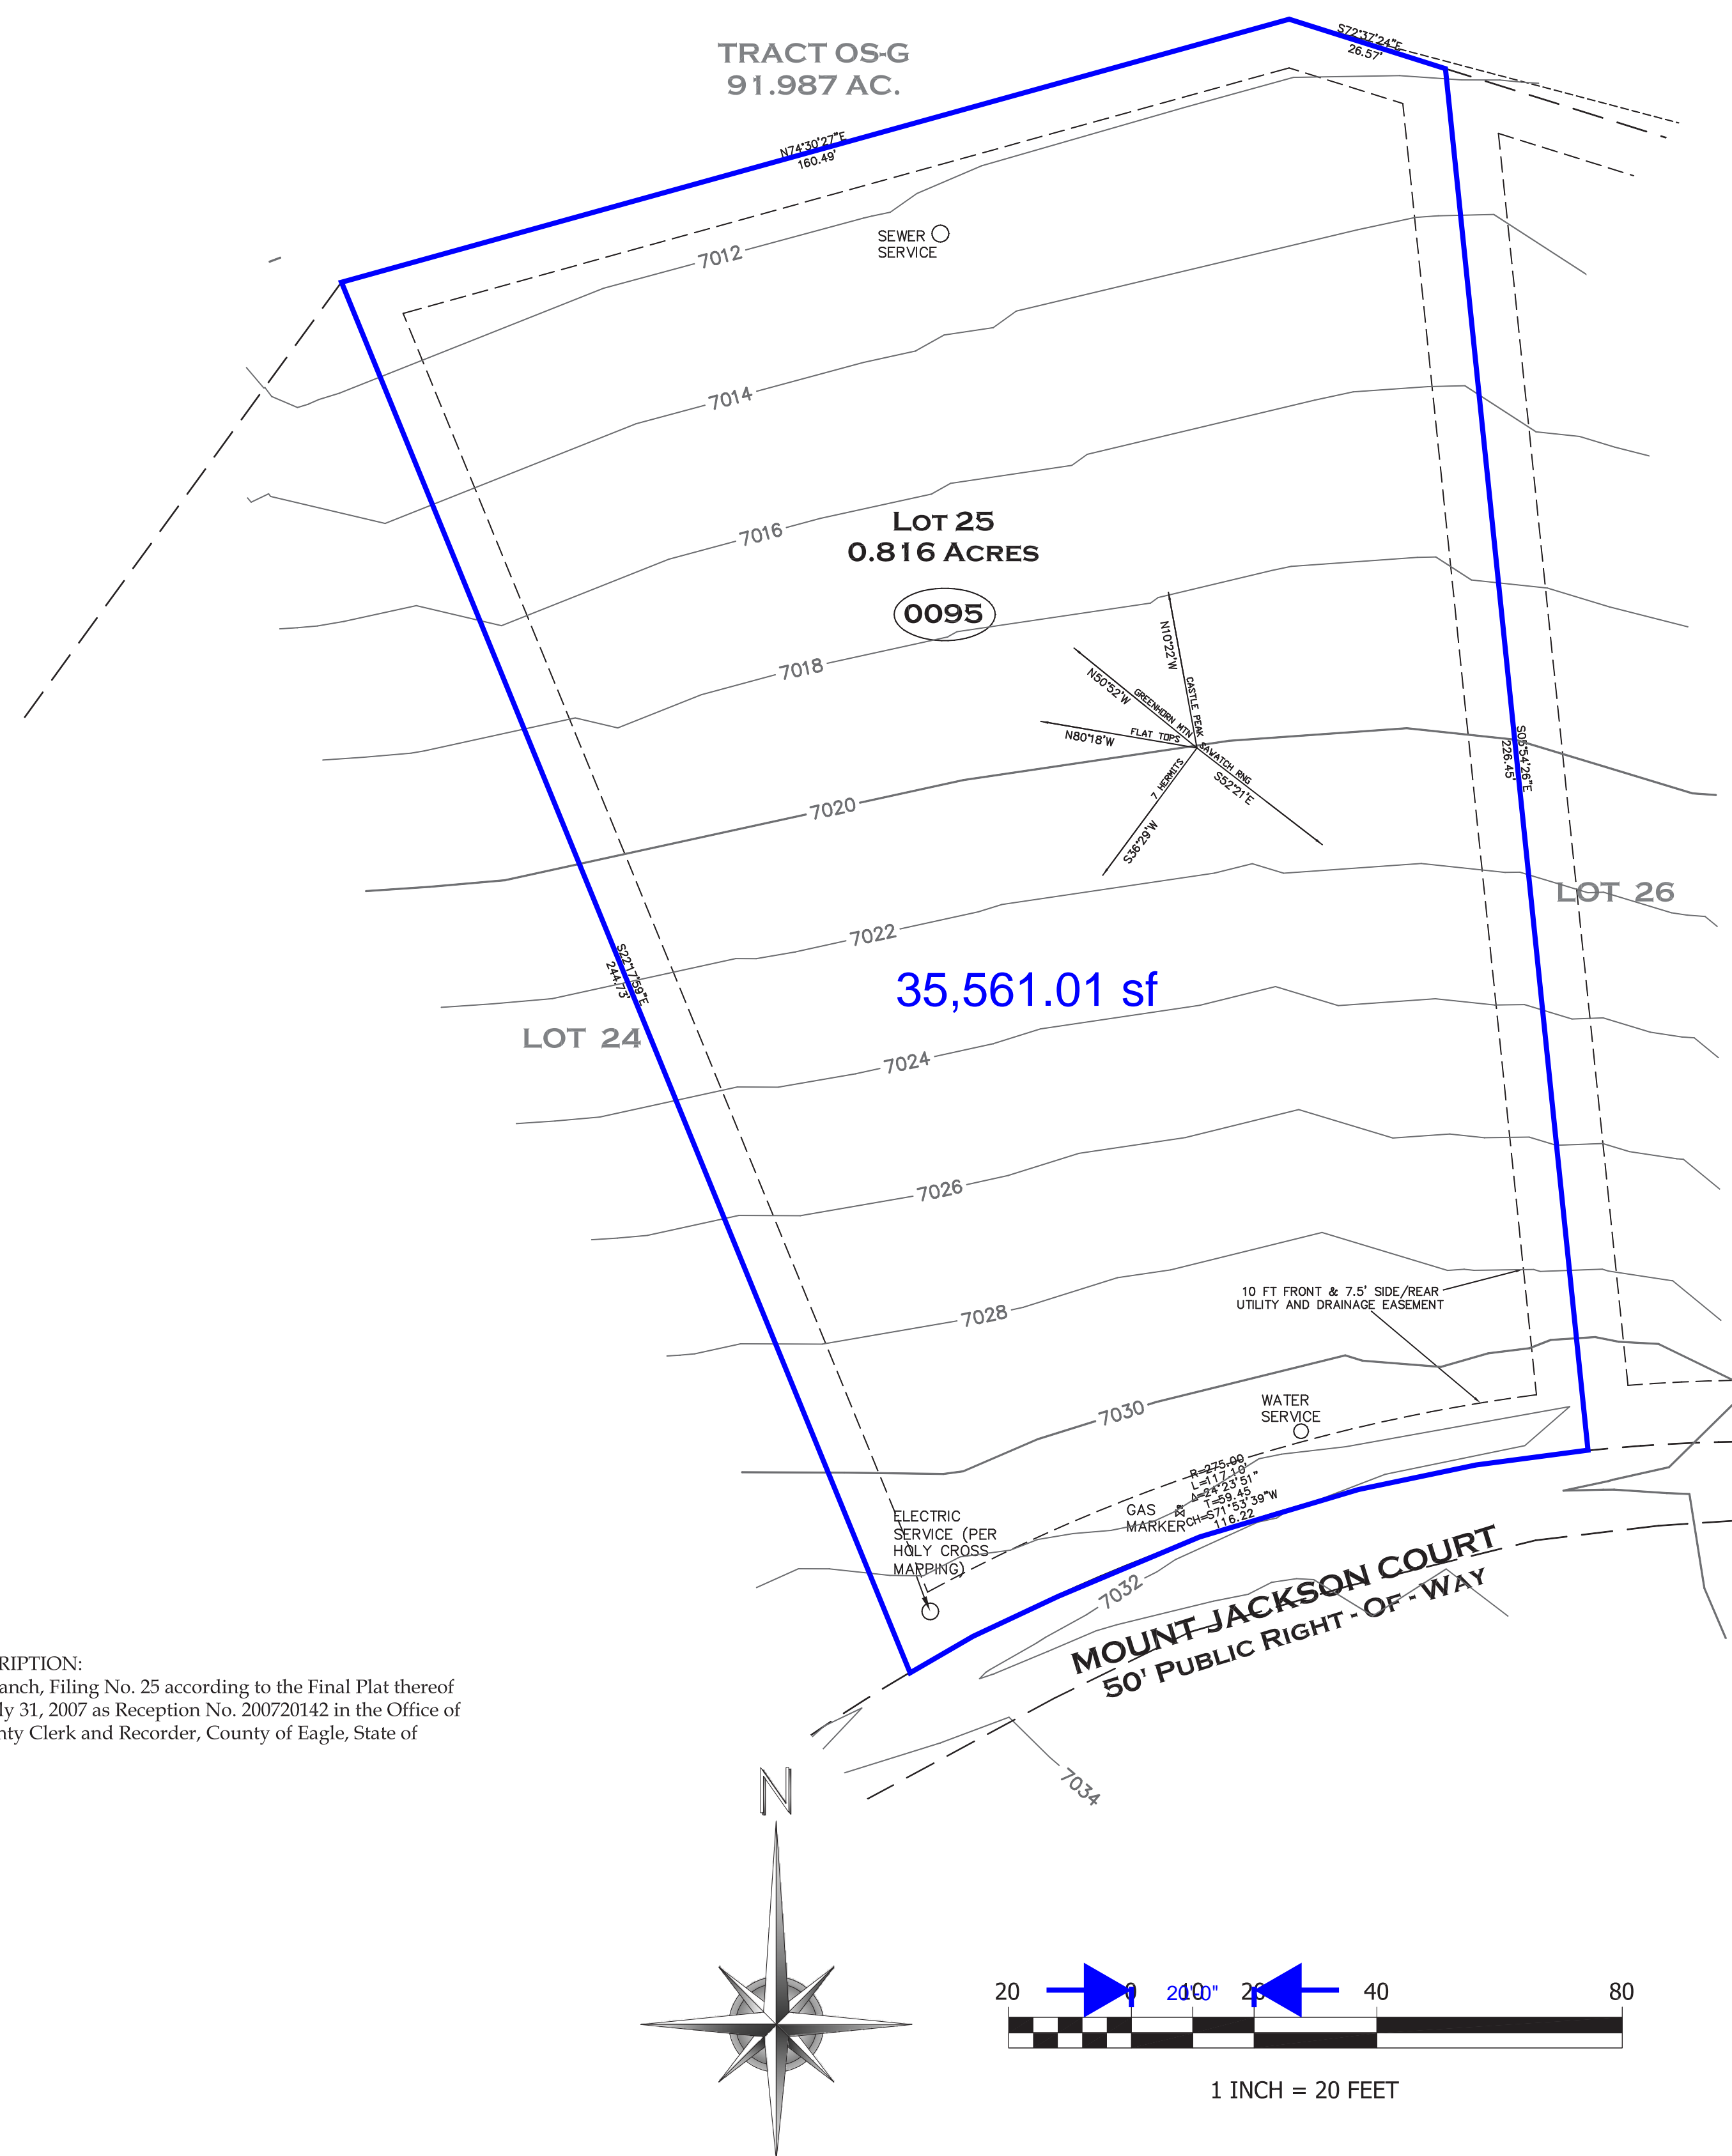 S72°37'24"E
26.57'
TRACT OS-G
91.987 AC.
N74°30'27"E
160.49'
SEWER
SERVICE
7012
7014
7016
LOT 25
0.816 ACRES
0095
7018
N10°22'W
CASTLE PEAK
N50°52'W
GREENHORN MTN
N80°18'W
FLAT TOPS
SAWATCH RNG
S52°21'E
7 HERMITS
S36°29'W
S05°54'26"E
226.45'
7020
LOT 26
7022
S22°17'59"E
244.73'
35,561.01 sf
LOT 24
7024
7026
10 FT FRONT & 7.5' SIDE/REAR
UTILITY AND DRAINAGE EASEMENT
7028
7030
WATER
SERVICE
R=275.00
L=117.10'
Δ=24°23'51"
T=59.45
CH=S71°53'39"W
116.22
GAS
MARKER
ELECTRIC
SERVICE (PER
HOLY CROSS
MAPPING)
7032
MOUNT JACKSON COURT
50' PUBLIC RIGHT-OF-WAY
RIPTION:
anch, Filing No. 25 according to the Final Plat thereof
ly 31, 2007 as Reception No. 200720142 in the Office of
nty Clerk and Recorder, County of Eagle, State of
7034
N
20 0 10 20 40 80
20'-0"
1 INCH = 20 FEET